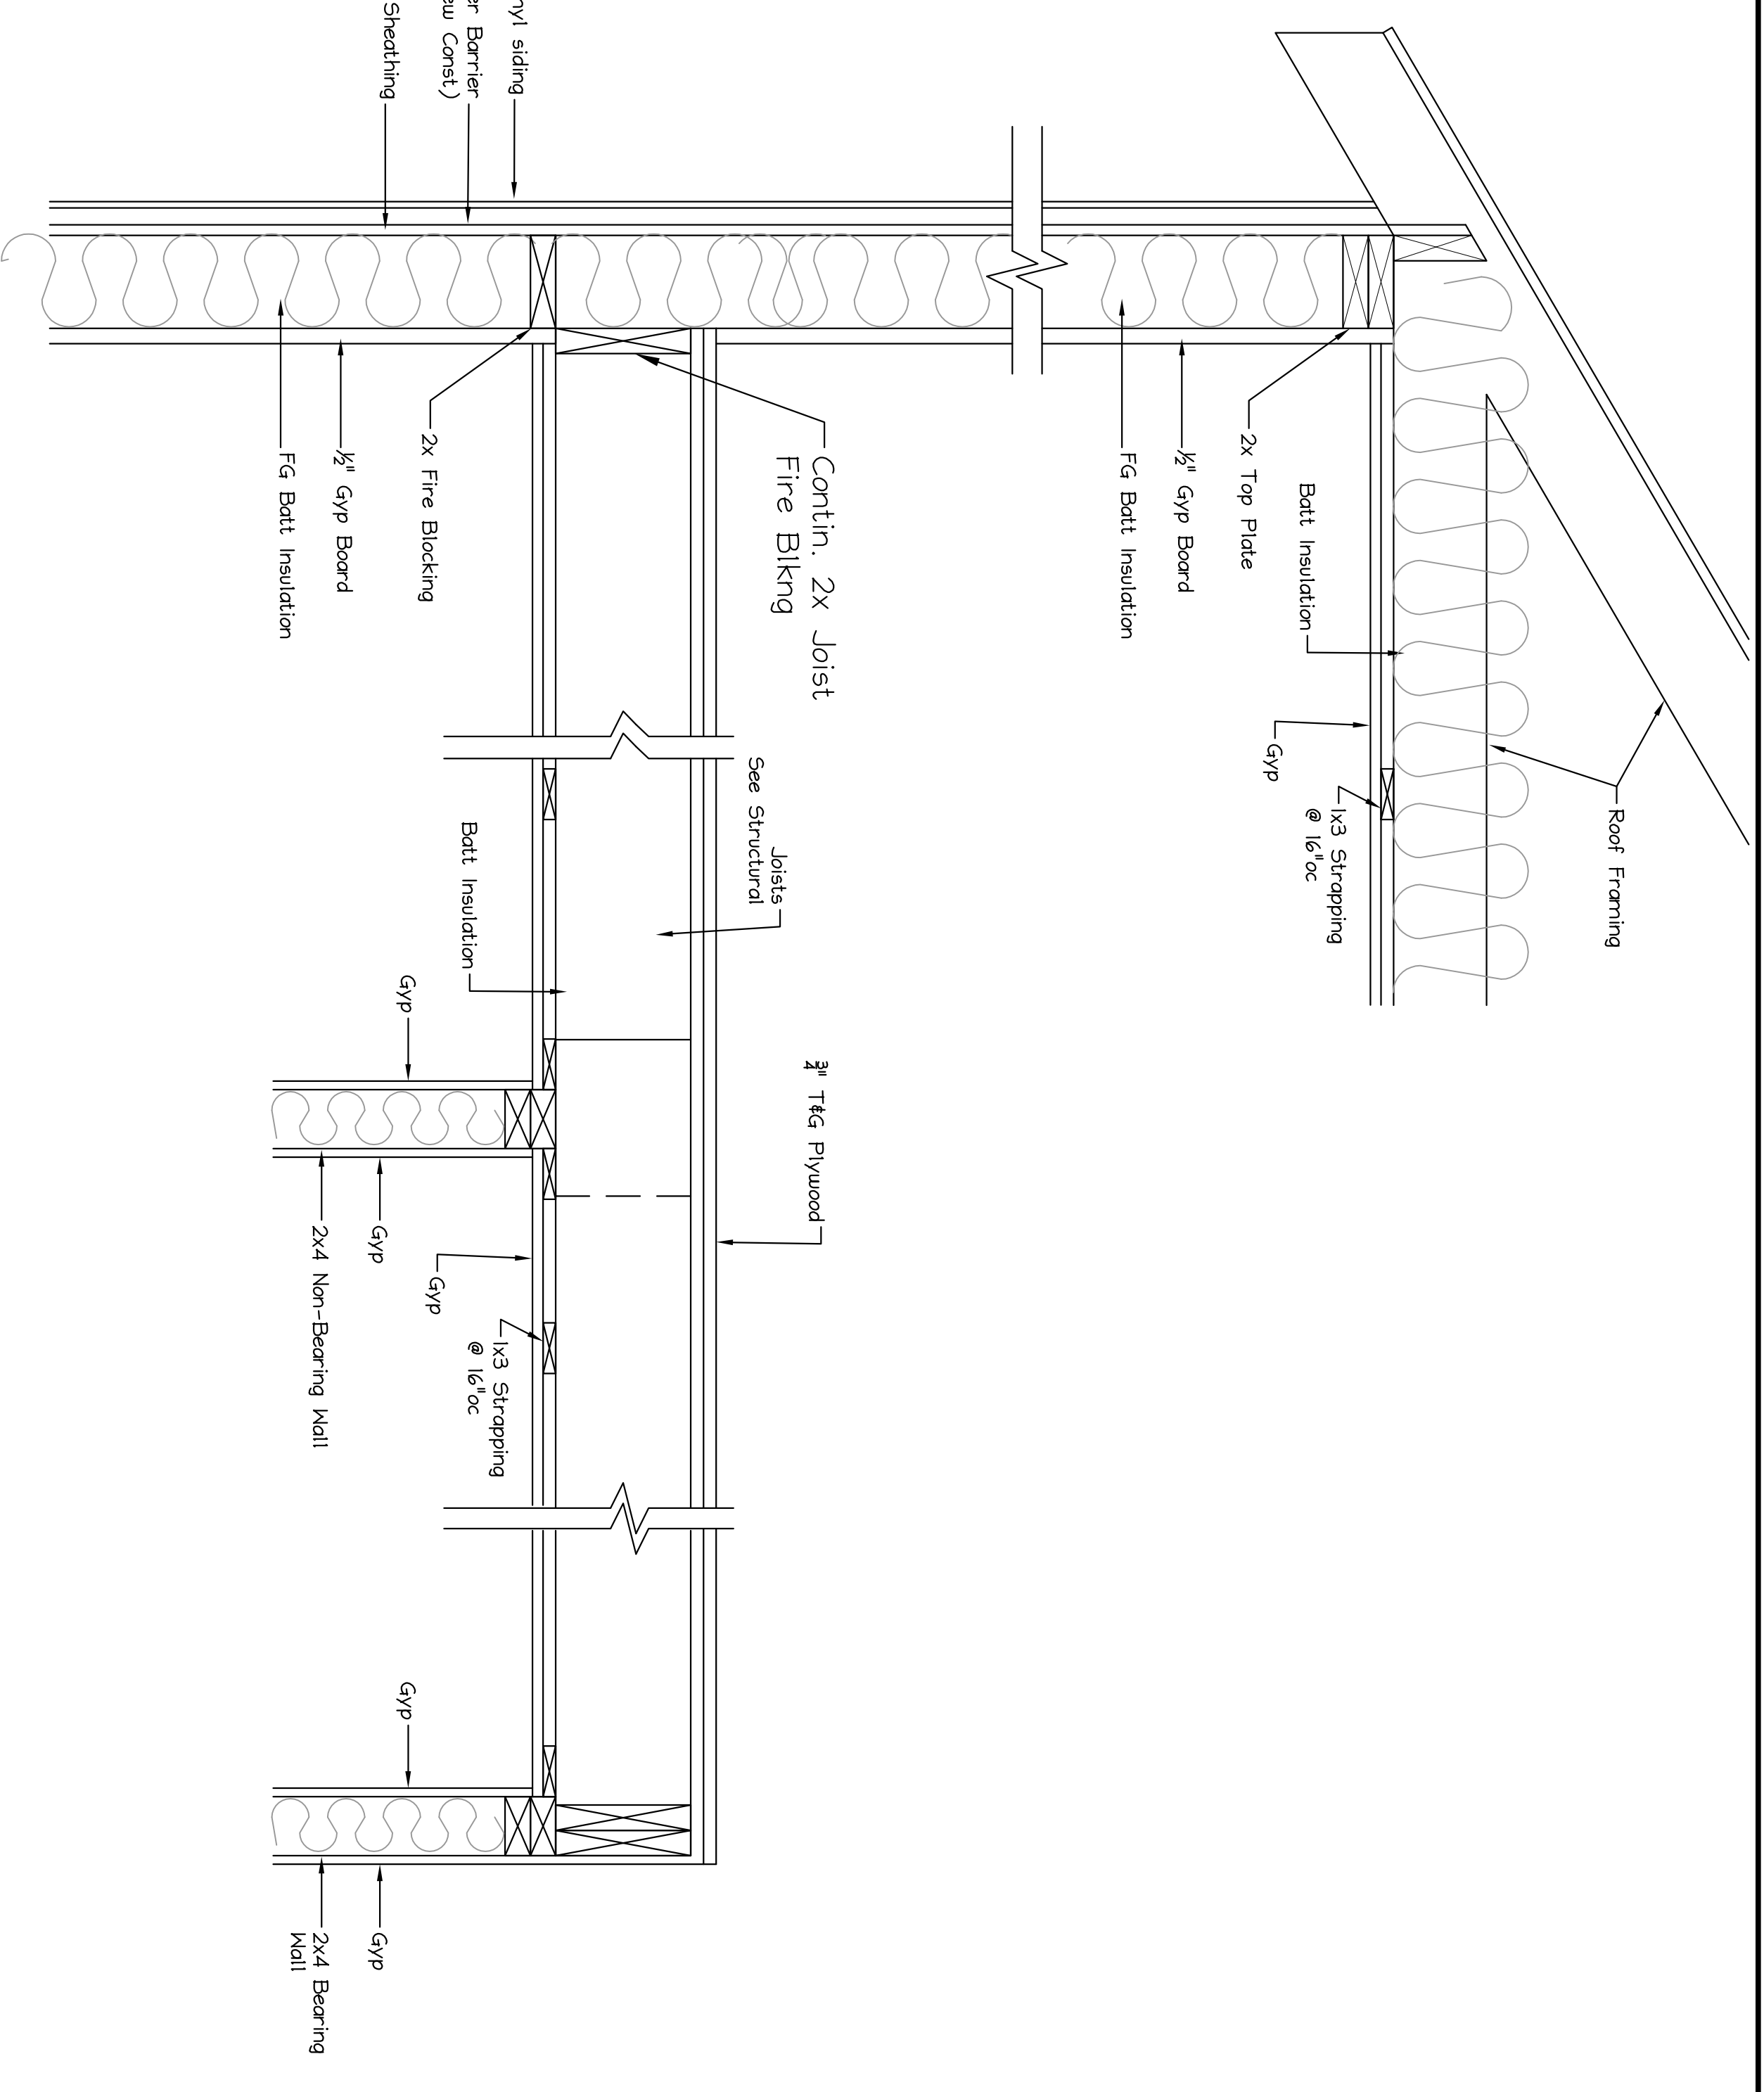 Roof Framing
1x3 Strapping
@ 16"oc
Batt Insulation
Gyp
2x Top Plate
½" Gyp Board
FG Batt Insulation
Contin. 2x Joist
Fire Blkng
¾" T&G Plywood
Joists
See Structural
nyl siding
er Barrier
ew Const)
Sheathing
1x3 Strapping
@ 16"oc
Batt Insulation
Gyp
2x Fire Blocking
½" Gyp Board
FG Batt Insulation
Gyp
Gyp
2x4 Non-Bearing Wall
Gyp
Gyp
2x4 Bearing
Wall